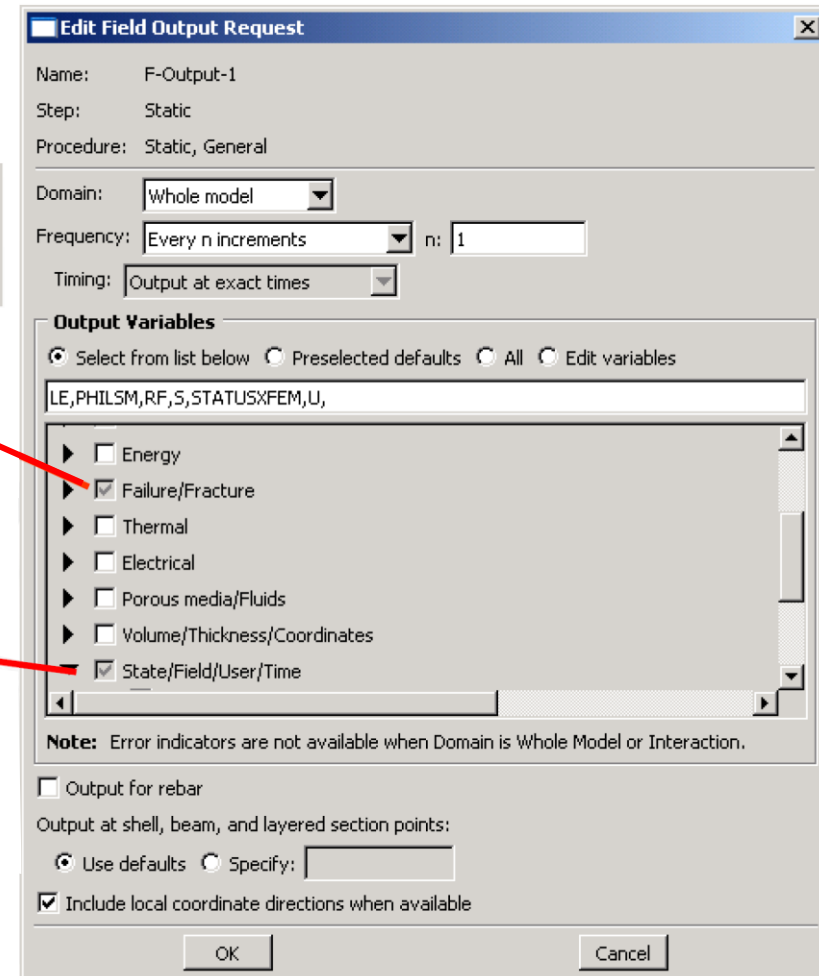 Edit Field Output Request
Name: F-Output-1
Step: Static
Procedure: Static, General
Domain: Whole model
Frequency: Every n increments n: 1
Timing: Output at exact times
Output Variables
Select from list below Preselected defaults All Edit variables
LE,PHILSM,RF,S,STATUSXFEM,U,
Energy
Failure/Fracture
Thermal
Electrical
Porous media/Fluids
Volume/Thickness/Coordinates
State/Field/User/Time
Note: Error indicators are not available when Domain is Whole Model or Interaction.
Output for rebar
Output at shell, beam, and layered section points:
Use defaults Specify:
Include local coordinate directions when available
OK Cancel